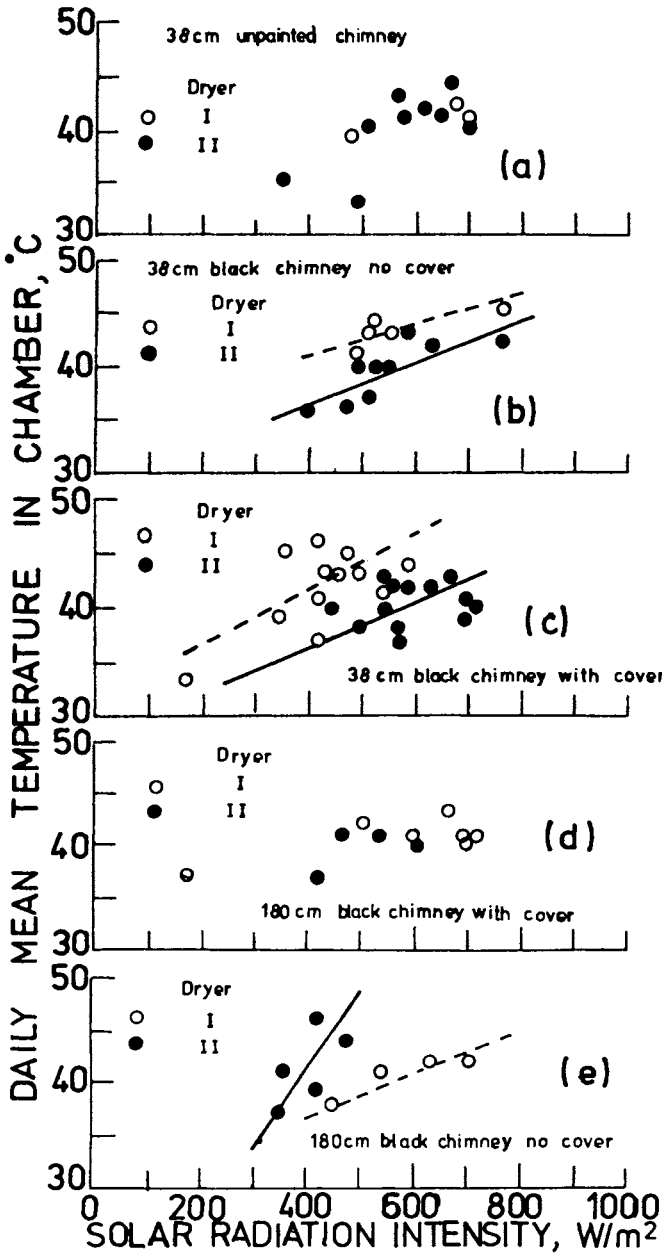 DAILY MEAN TEMPERATURE IN CHAMBER, °C
50
38cm unpainted chimney
Dryer
I
40
II
(a)
30
50
38cm black chimney no cover
Dryer
I
II
40
(b)
30
50
Dryer
I
II
40
(c)
38 cm black chimney with cover
30
50
Dryer
I
II
40
(d)
180 cm black chimney with cover
30
50
Dryer
I
II
40
(e)
180cm black chimney no cover
30
0 200 400 600 800 1000
SOLAR RADIATION INTENSITY, W/m²